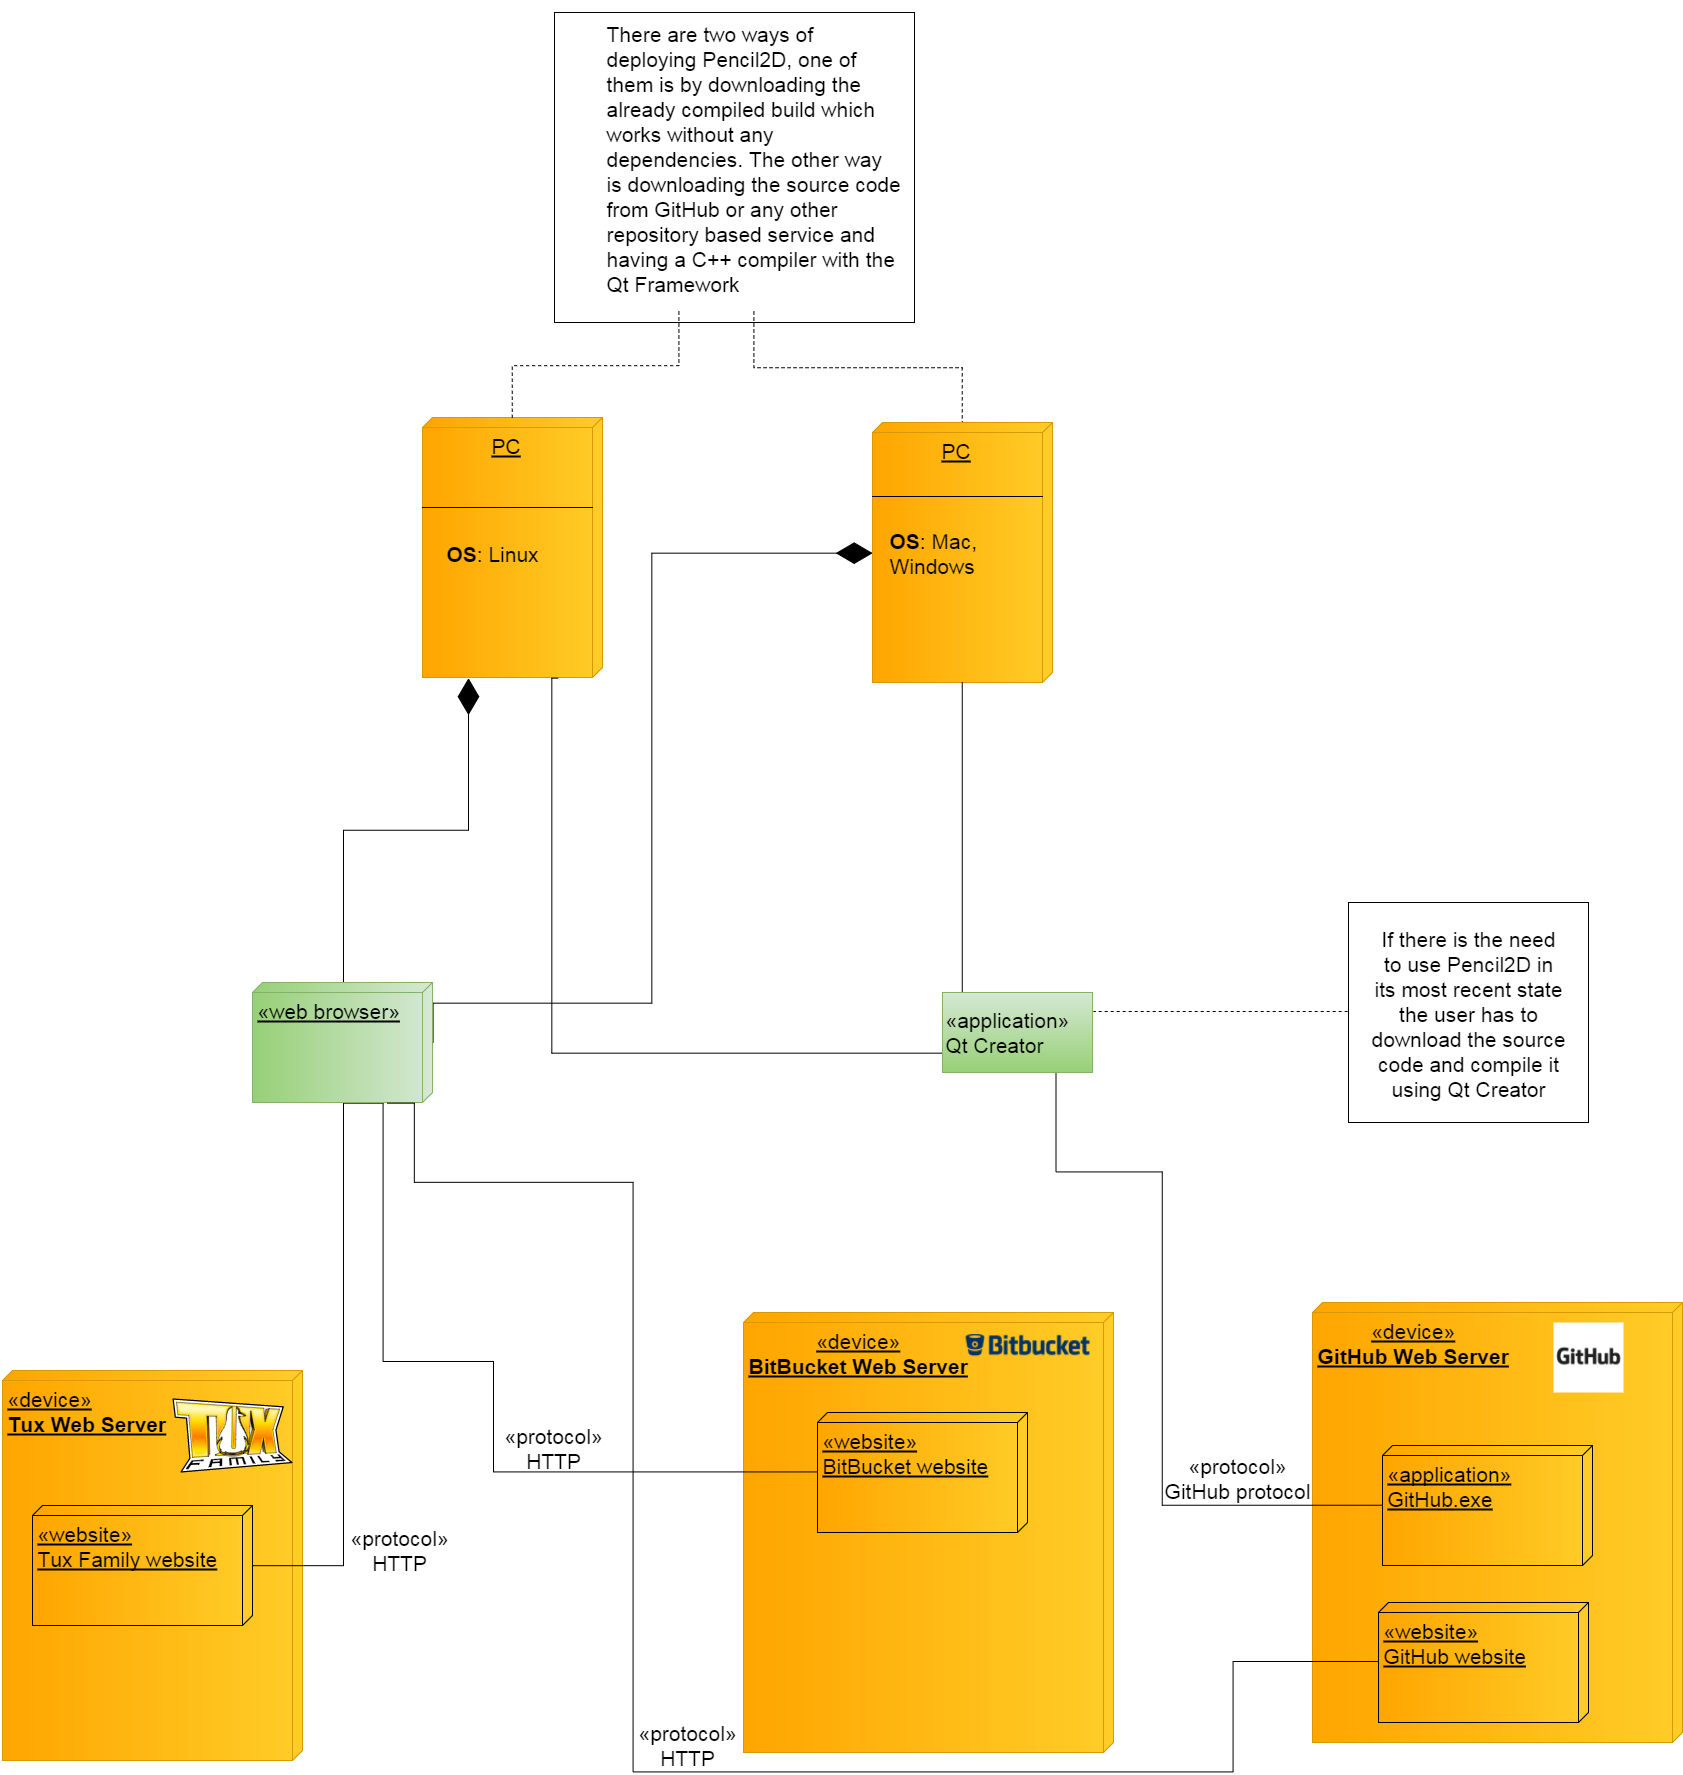 There are two ways of
deploying Pencil2D, one of
them is by downloading the
already compiled build which
works without any
dependencies. The other way
is downloading the source code
from GitHub or any other
repository based service and
having a C++ compiler with the
Qt Framework
PC
OS: Linux
PC
OS: Mac,
Windows
«web browser»
«application»
Qt Creator
If there is the need
to use Pencil2D in
its most recent state
the user has to
download the source
code and compile it
using Qt Creator
«device»
Tux Web Server
TUX
FAMILY
«website»
Tux Family website
«protocol»
HTTP
«protocol»
HTTP
«device»
BitBucket Web Server
Bitbucket
«website»
BitBucket website
«protocol»
HTTP
«protocol»
GitHub protocol
«device»
GitHub Web Server
GitHub
«application»
GitHub.exe
«website»
GitHub website